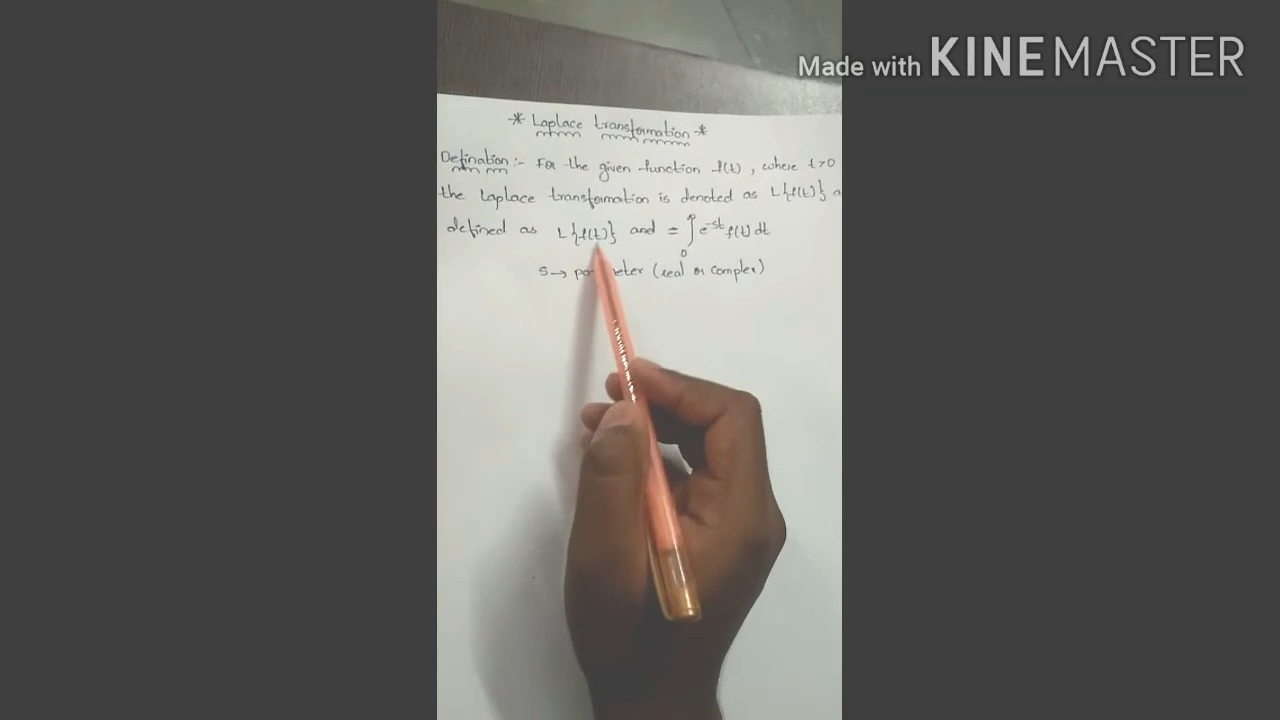 Made with KINEMASTER
* Laplace transformation *
Defination :- For the given function f(t), where t>0
the Laplace transformation is denoted as L{f(t)} a
defined as L{f(t)} and = ∫₀^∞ e^-st f(t) dt
S → (real or complex)